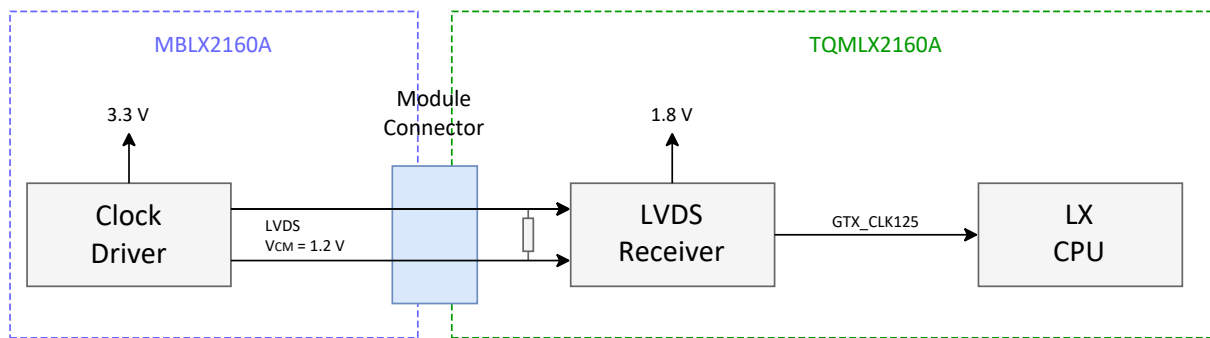 MBLX2160A
TQMLX2160A
Module
Connector
3.3 V
1.8 V
Clock
Driver
LVDS
VCM = 1.2 V
LVDS
Receiver
GTX_CLK125
LX
CPU